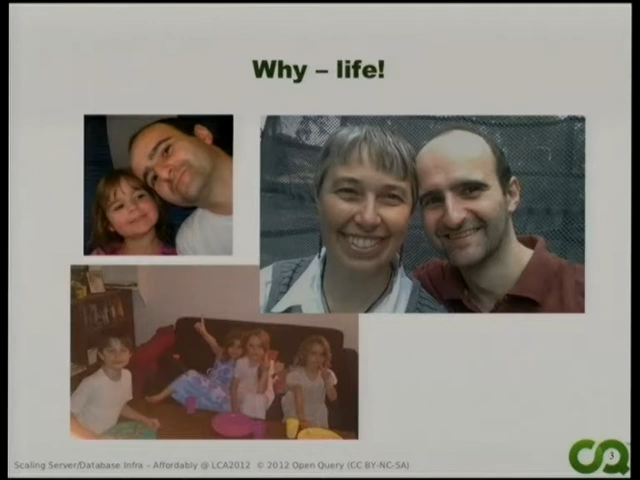 Why – life!
Scaling Server/Database Infra – Affordably @ LCA2012 © 2012 Open Query (CC BY-NC-SA)
3